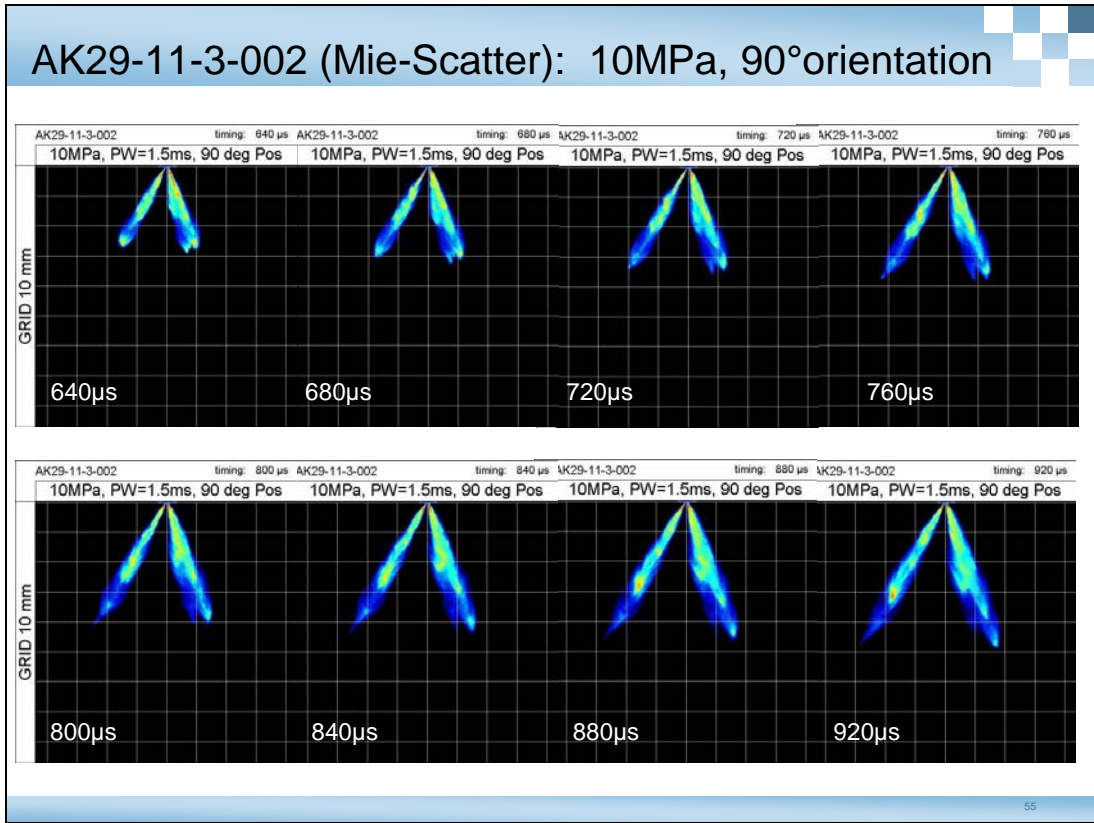 AK29-11-3-002 (Mie-Scatter):  10MPa, 90°orientation
AK29-11-3-002 timing: 640 µs AK29-11-3-002 timing: 680 µs AK29-11-3-002 timing: 720 µs AK29-11-3-002 timing: 760 µs
10MPa, PW=1.5ms, 90 deg Pos 10MPa, PW=1.5ms, 90 deg Pos 10MPa, PW=1.5ms, 90 deg Pos 10MPa, PW=1.5ms, 90 deg Pos
GRID 10 mm
640µs 680µs 720µs 760µs
AK29-11-3-002 timing: 800 µs AK29-11-3-002 timing: 840 µs AK29-11-3-002 timing: 880 µs AK29-11-3-002 timing: 920 µs
10MPa, PW=1.5ms, 90 deg Pos 10MPa, PW=1.5ms, 90 deg Pos 10MPa, PW=1.5ms, 90 deg Pos 10MPa, PW=1.5ms, 90 deg Pos
GRID 10 mm
800µs 840µs 880µs 920µs
55